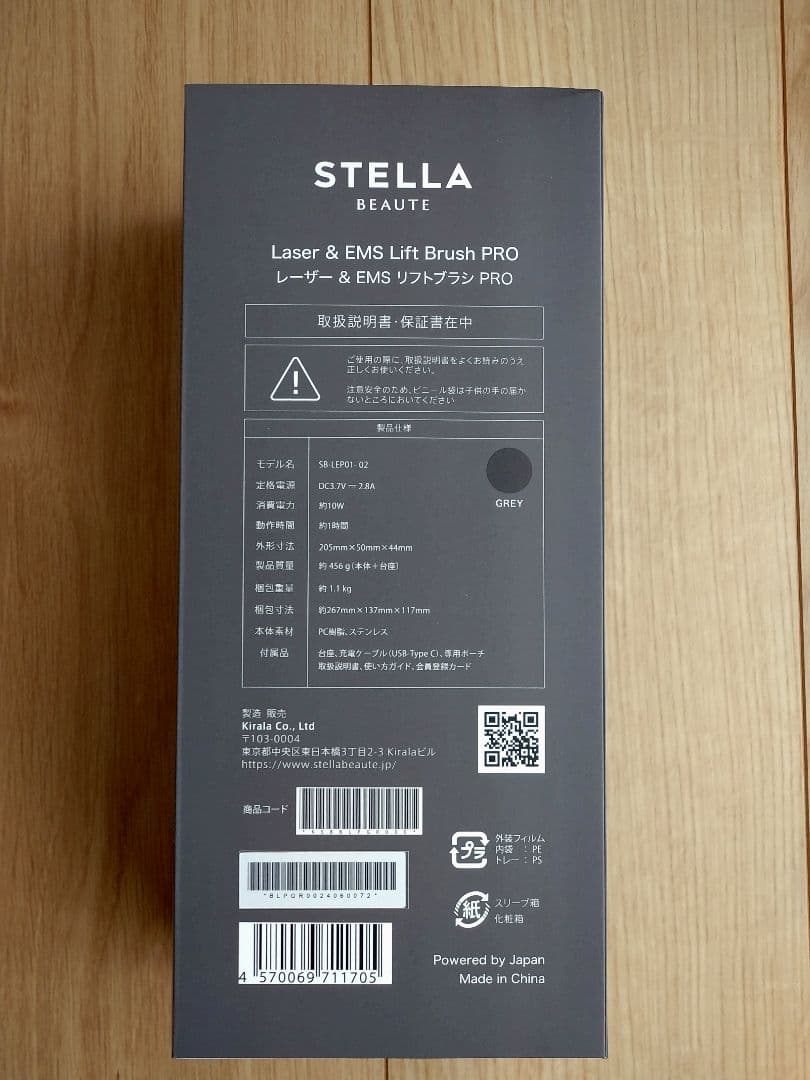 STELLA
BEAUTE
Laser & EMS Lift Brush PRO
レーザー & EMS リフトブラシ PRO
取扱説明書・保証書在中
ご使用の際に、取扱説明書をよくお読みのうえ
正しくお使いください。
注意安全のため、ビニール袋は子供の手の届か
ないところにおいてください
製品仕様
モデル名 SB-LEP01- 02
定格電源 DC3.7V ⎓ 2.8A
消費電力 約10W
動作時間 約1時間
外形寸法 205mm×50mm×44mm
製品質量 約 456 g（本体＋台座）
梱包重量 約 1.1 kg
梱包寸法 約267mm×137mm×117mm
本体素材 PC樹脂、ステンレス
付属品 台座、充電ケーブル（USB-Type C）、専用ポーチ
取扱説明書、使い方ガイド、会員登録カード
GREY
製造 販売
Kirala Co., Ltd
〒103-0004
東京都中央区東日本橋3丁目2-3 Kiralaビル
https://www.stellabeaute.jp/
商品コード
*BLPGR0024060072*
4 570069 711705
プラ
外装フィルム
内袋 ：PE
トレー：PS
紙
スリーブ箱
化粧箱
Powered by Japan
Made in China